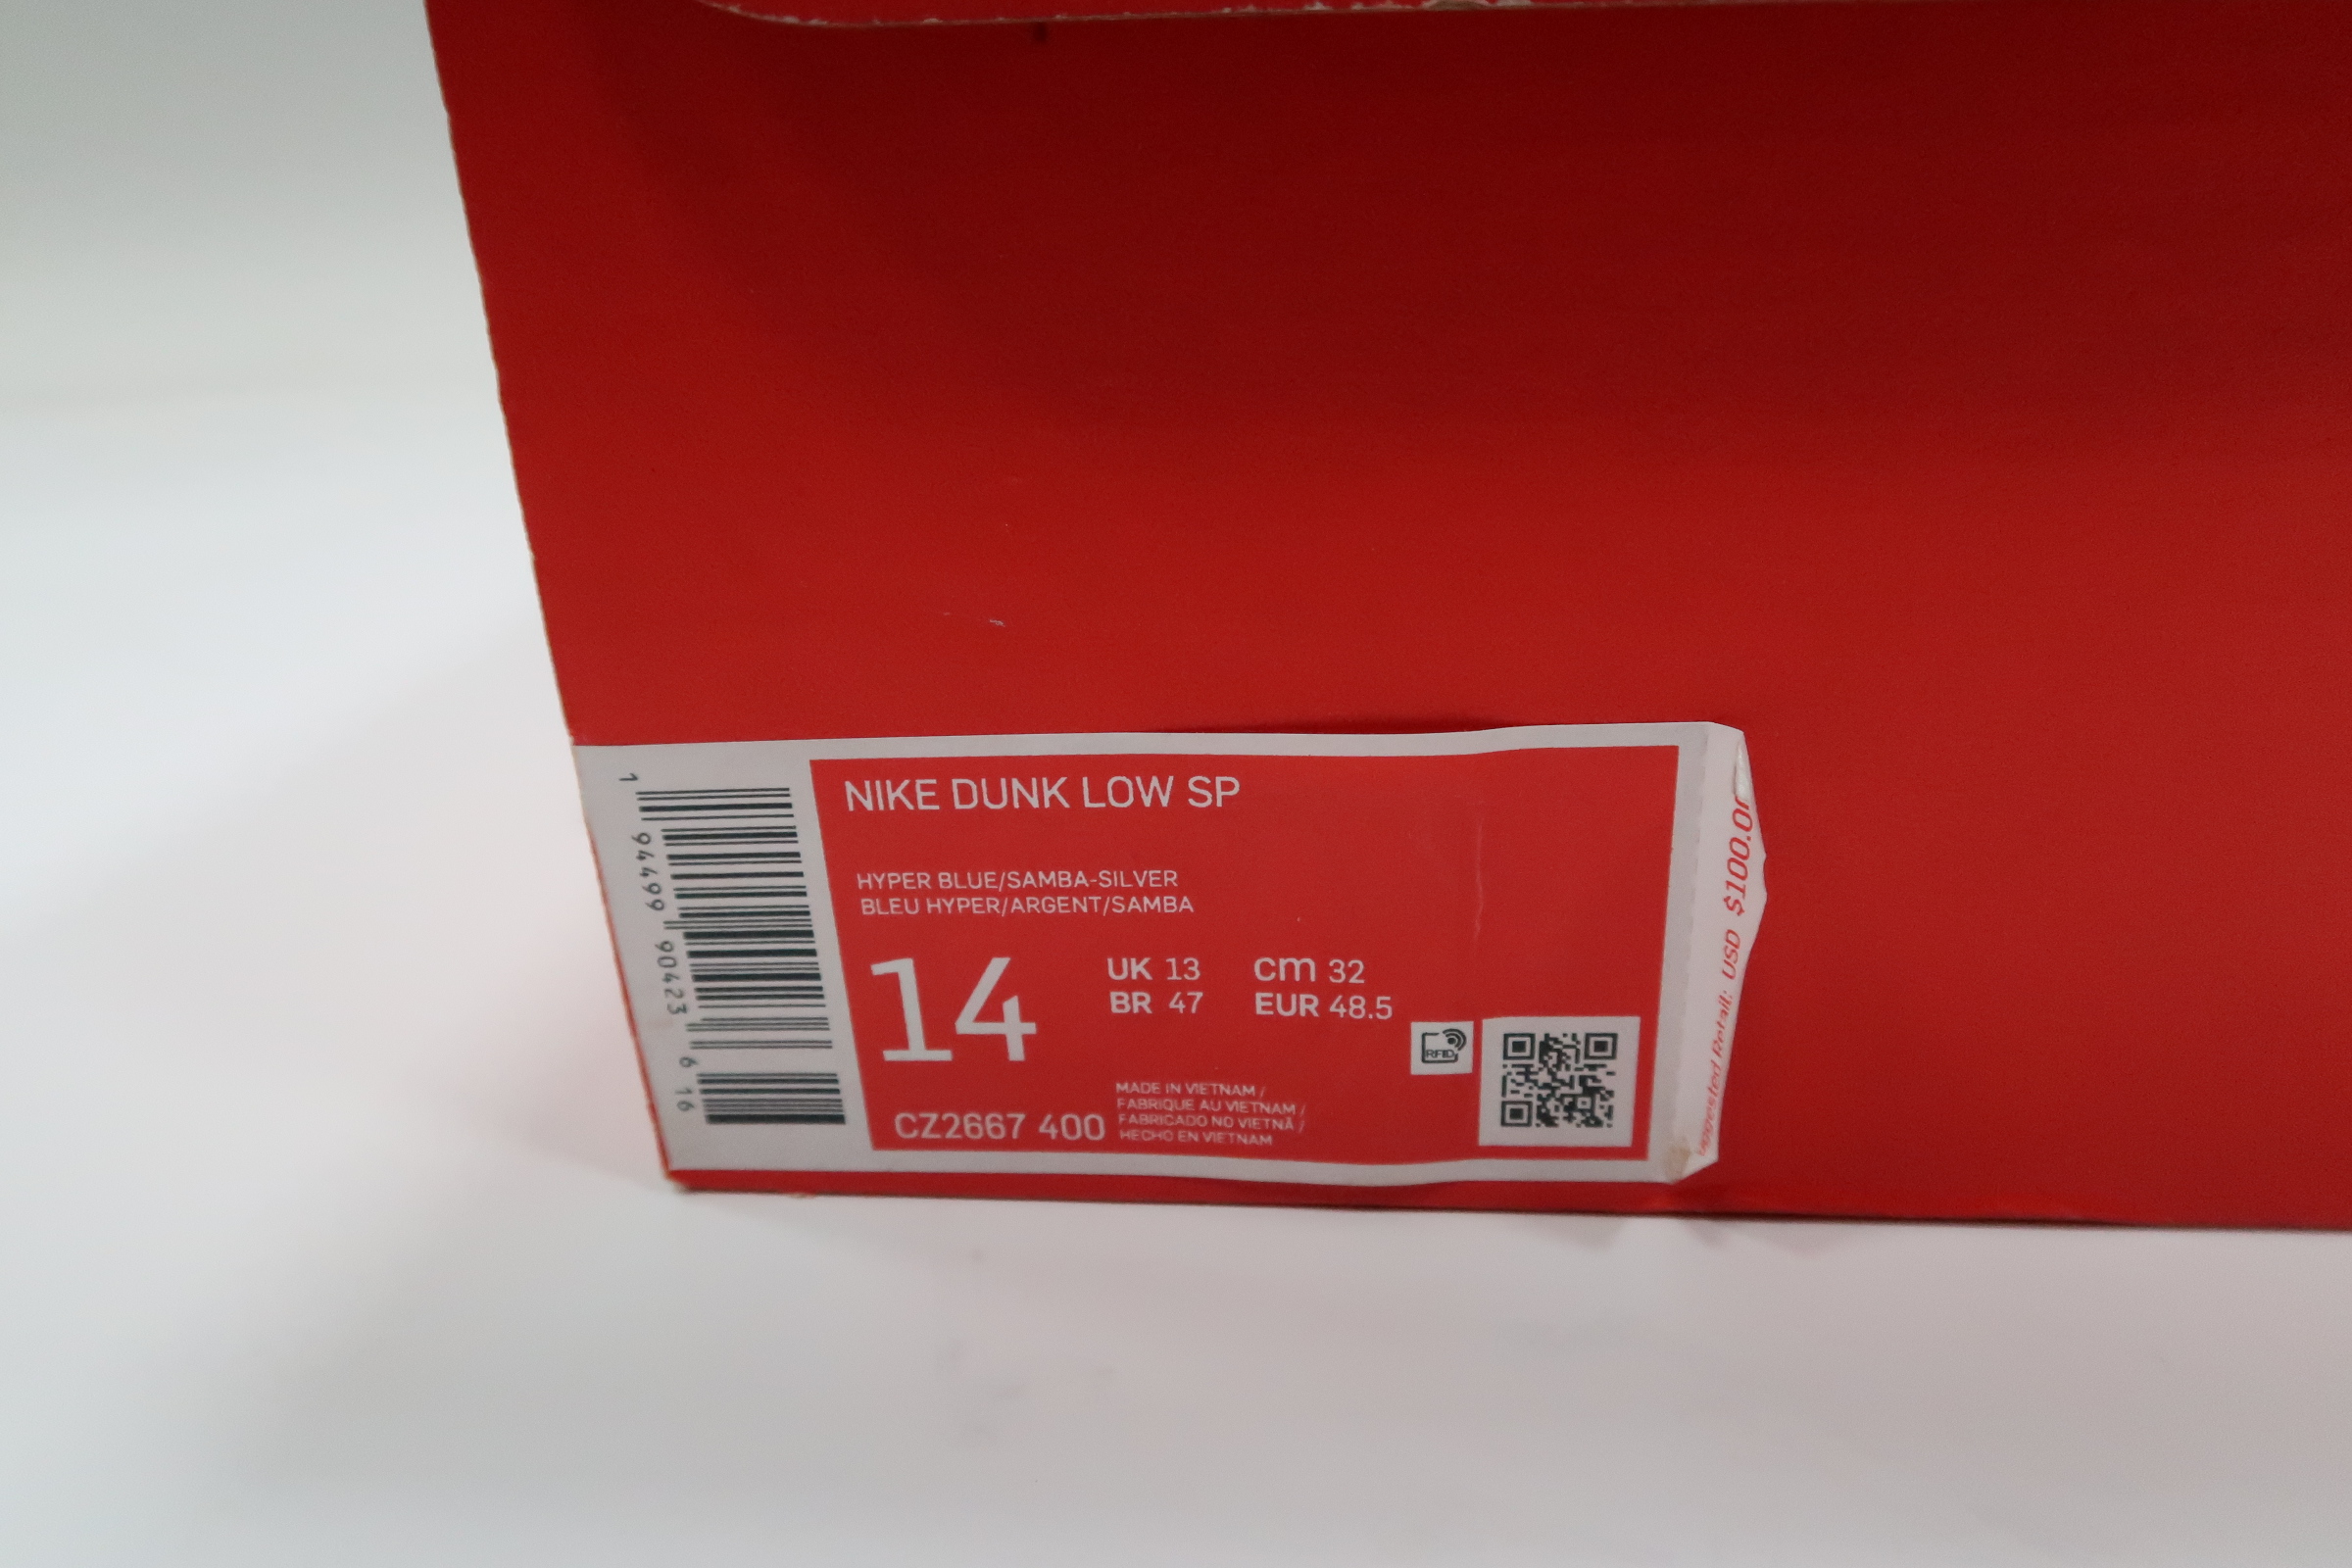 NIKE DUNK LOW SP
HYPER BLUE/SAMBA-SILVER
BLEU HYPER/ARGENT/SAMBA
14
UK 13 cm 32
BR 47 EUR 48.5
RFID
CZ2667 400
MADE IN VIETNAM /
FABRIQUE AU VIETNAM /
FABRICADO NO VIETNÃ /
HECHO EN VIETNAM
1 94499 90423 6 16
Retail: USD $100.00